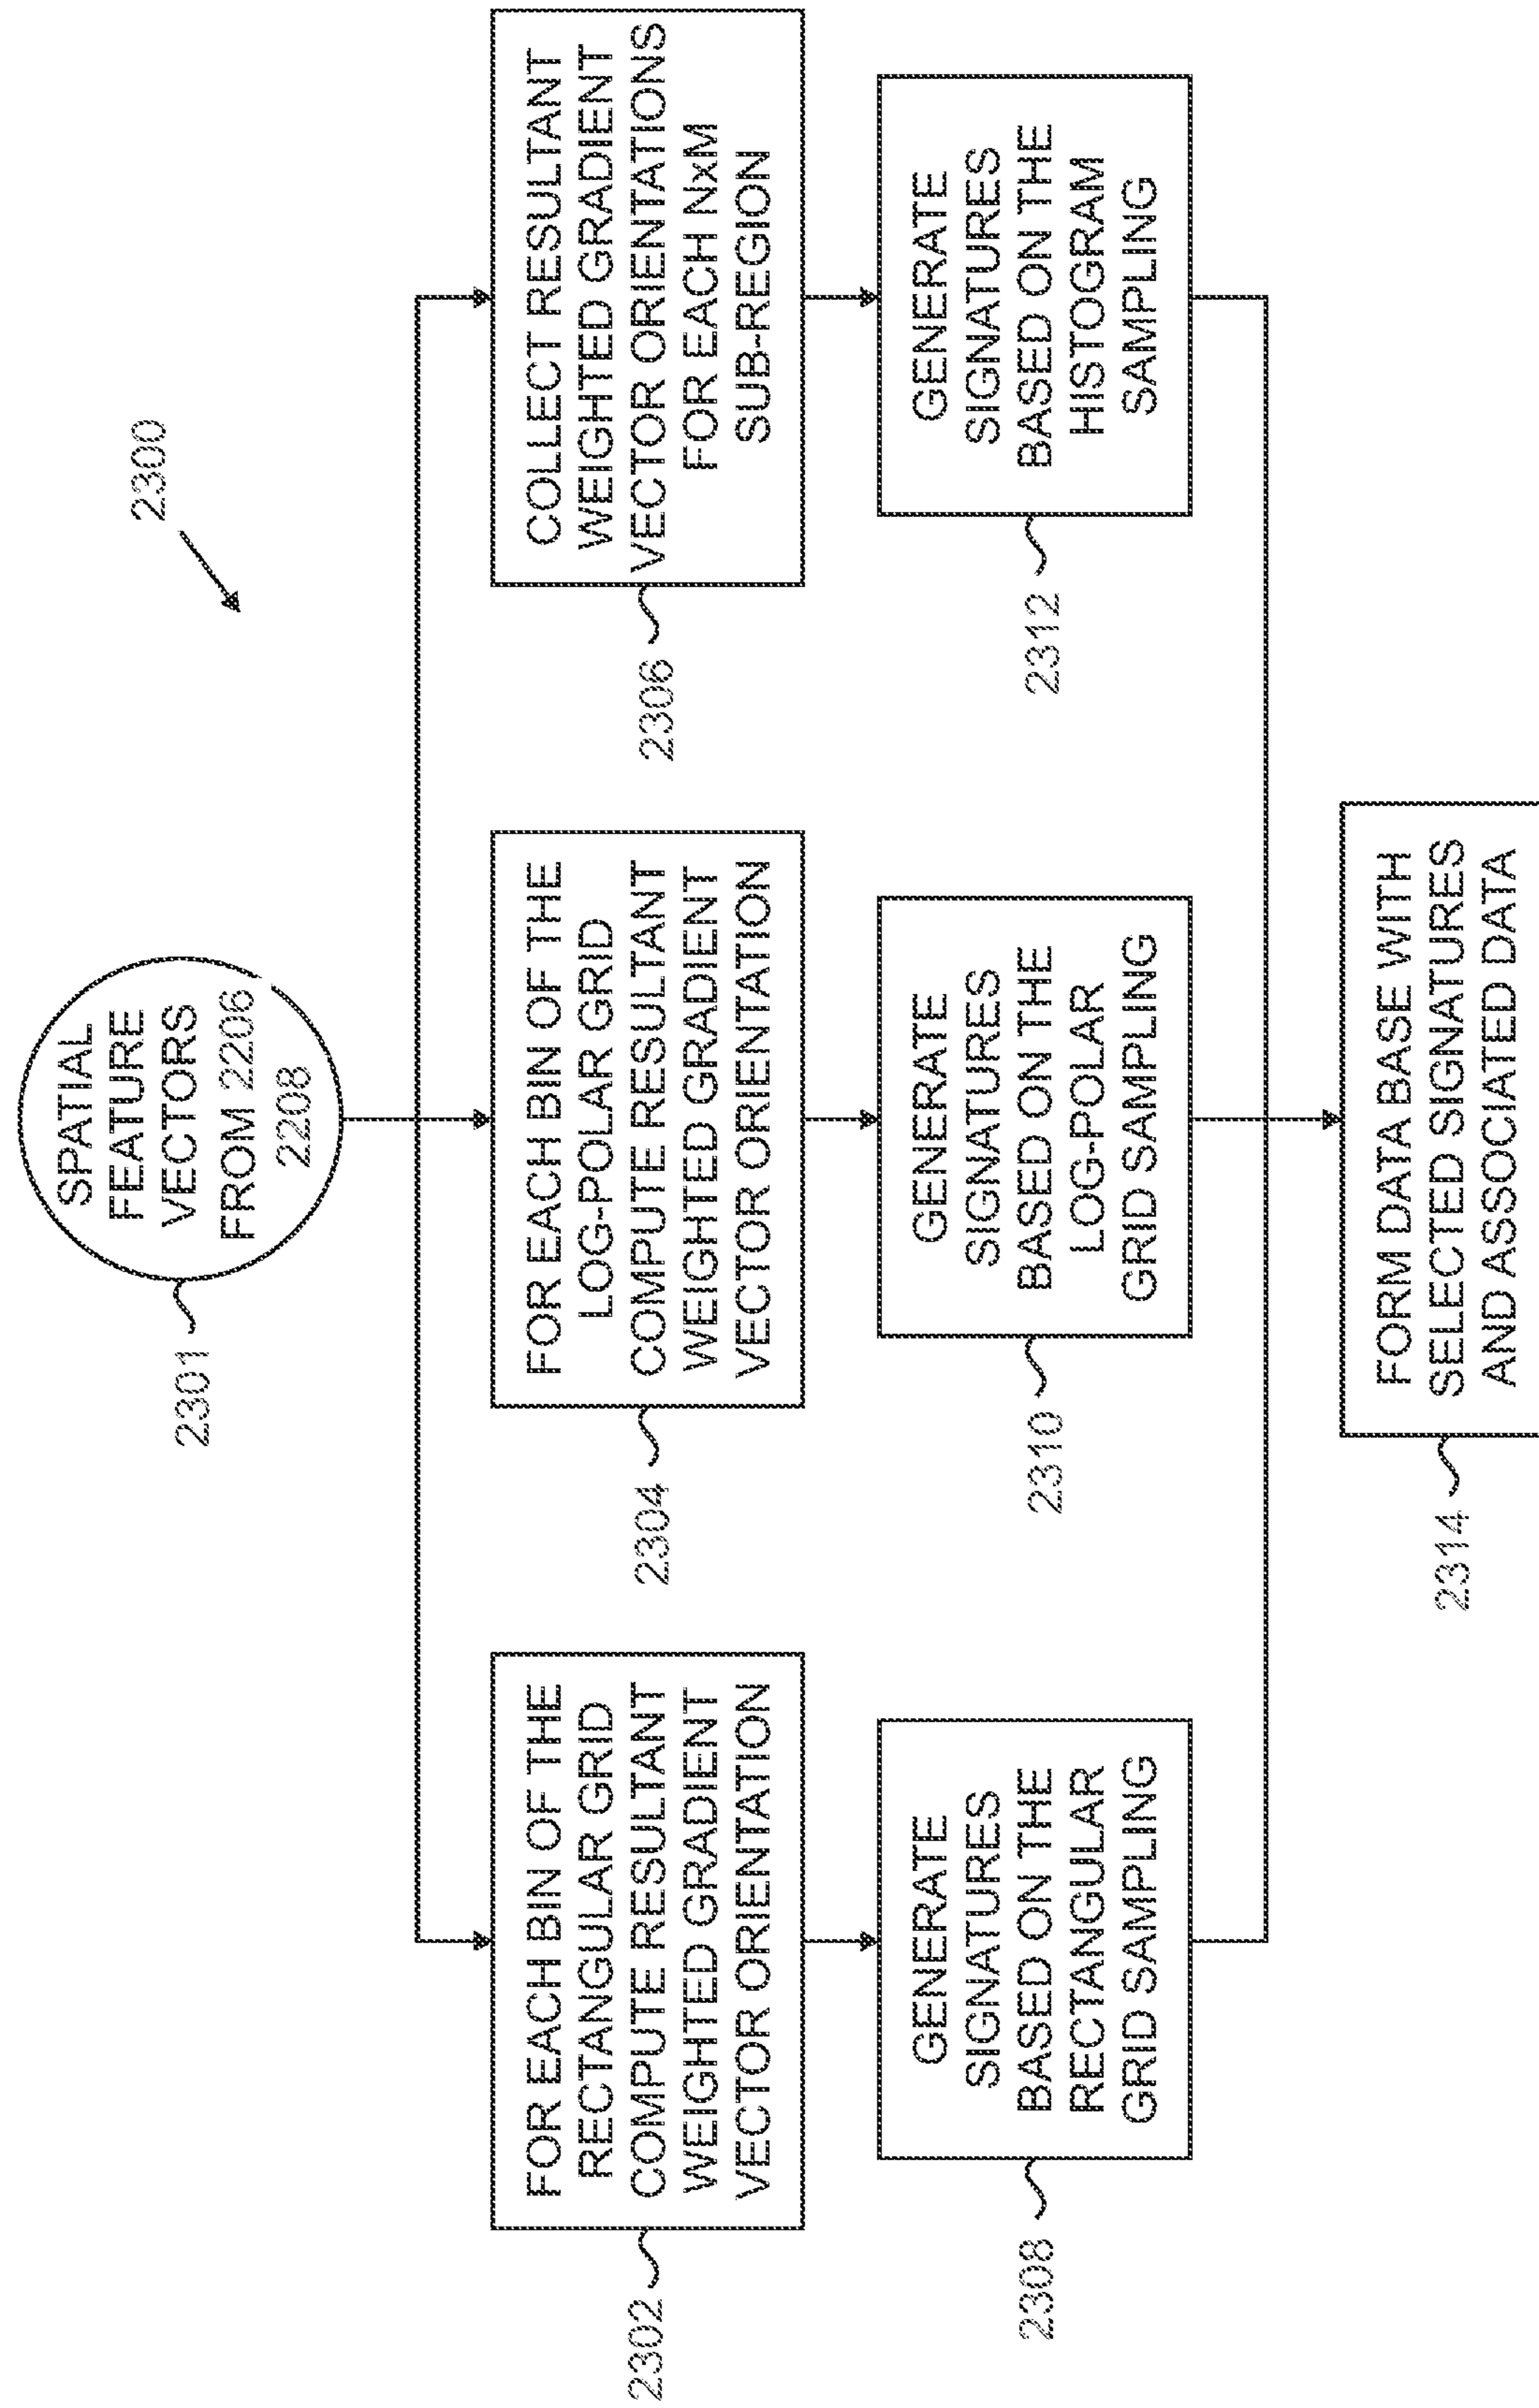 2300
SPATIAL
FEATURE
VECTORS
FROM 2206
2208
2301
FOR EACH BIN OF THE
RECTANGULAR GRID
COMPUTE RESULTANT
WEIGHTED GRADIENT
VECTOR ORIENTATION
2302
FOR EACH BIN OF THE
LOG-POLAR GRID
COMPUTE RESULTANT
WEIGHTED GRADIENT
VECTOR ORIENTATION
2304
COLLECT RESULTANT
WEIGHTED GRADIENT
VECTOR ORIENTATIONS
FOR EACH NxM
SUB-REGION
2306
GENERATE
SIGNATURES
BASED ON THE
RECTANGULAR
GRID SAMPLING
2308
GENERATE
SIGNATURES
BASED ON THE
LOG-POLAR
GRID SAMPLING
2310
GENERATE
SIGNATURES
BASED ON THE
HISTOGRAM
SAMPLING
2312
FORM DATA BASE WITH
SELECTED SIGNATURES
AND ASSOCIATED DATA
2314